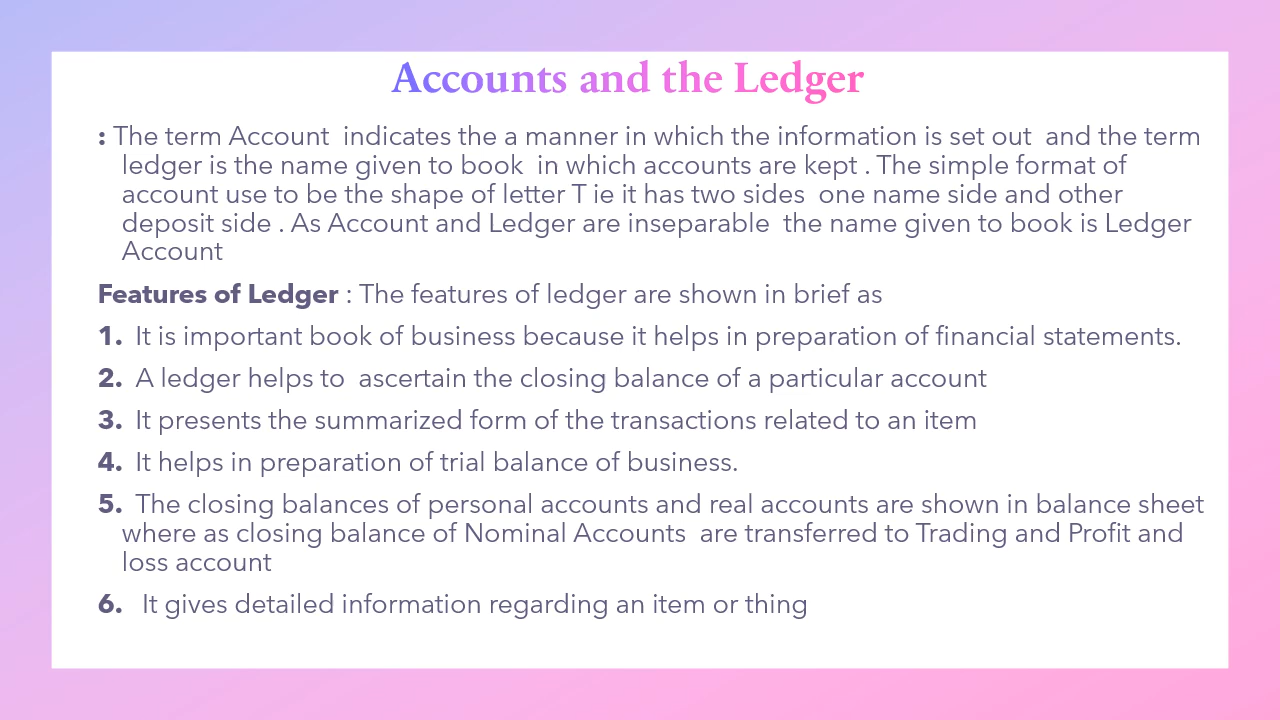 Accounts and the Ledger
: The term Account  indicates the a manner in which the information is set out  and the term
ledger is the name given to book  in which accounts are kept . The simple format of
account use to be the shape of letter T ie it has two sides  one name side and other
deposit side . As Account and Ledger are inseparable  the name given to book is Ledger
Account
Features of Ledger : The features of ledger are shown in brief as
1.  It is important book of business because it helps in preparation of financial statements.
2.  A ledger helps to  ascertain the closing balance of a particular account
3.  It presents the summarized form of the transactions related to an item
4.  It helps in preparation of trial balance of business.
5.  The closing balances of personal accounts and real accounts are shown in balance sheet
where as closing balance of Nominal Accounts  are transferred to Trading and Profit and
loss account
6.   It gives detailed information regarding an item or thing